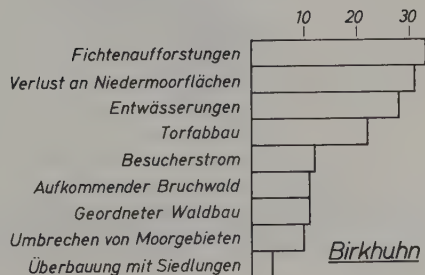 10 20 30
Fichtenaufforstungen
Verlust an Niedermoorflächen
Entwässerungen
Torfabbau
Besucherstrom
Aufkommender Bruchwald
Geordneter Waldbau
Umbrechen von Moorgebieten
Birkhuhn
Überbauung mit Siedlungen